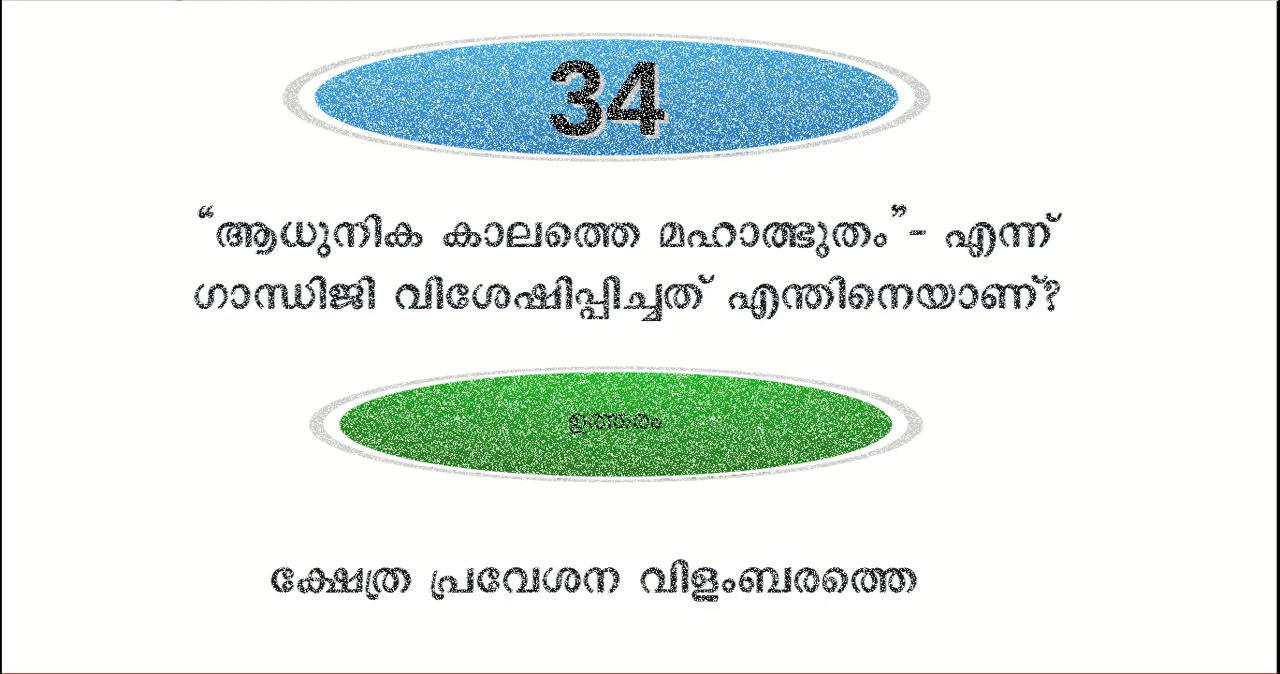 34
“ആധുനിക കാലത്തെ മഹാത്ഭുതം”- എന്ന്
ഗാന്ധിജി വിശേഷിപ്പിച്ചത് എന്തിനെയാണ്?
ഉത്തരം
ക്ഷേത്ര പ്രവേശന വിളംബരത്തെ